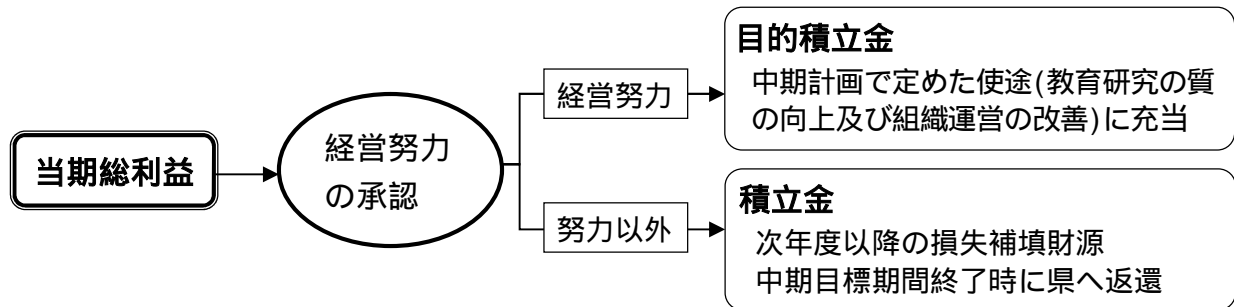 当期総利益
経営努力
の承認
経営努力
努力以外
目的積立金
中期計画で定めた使途(教育研究の質
の向上及び組織運営の改善)に充当
積立金
次年度以降の損失補填財源
中期目標期間終了時に県へ返還